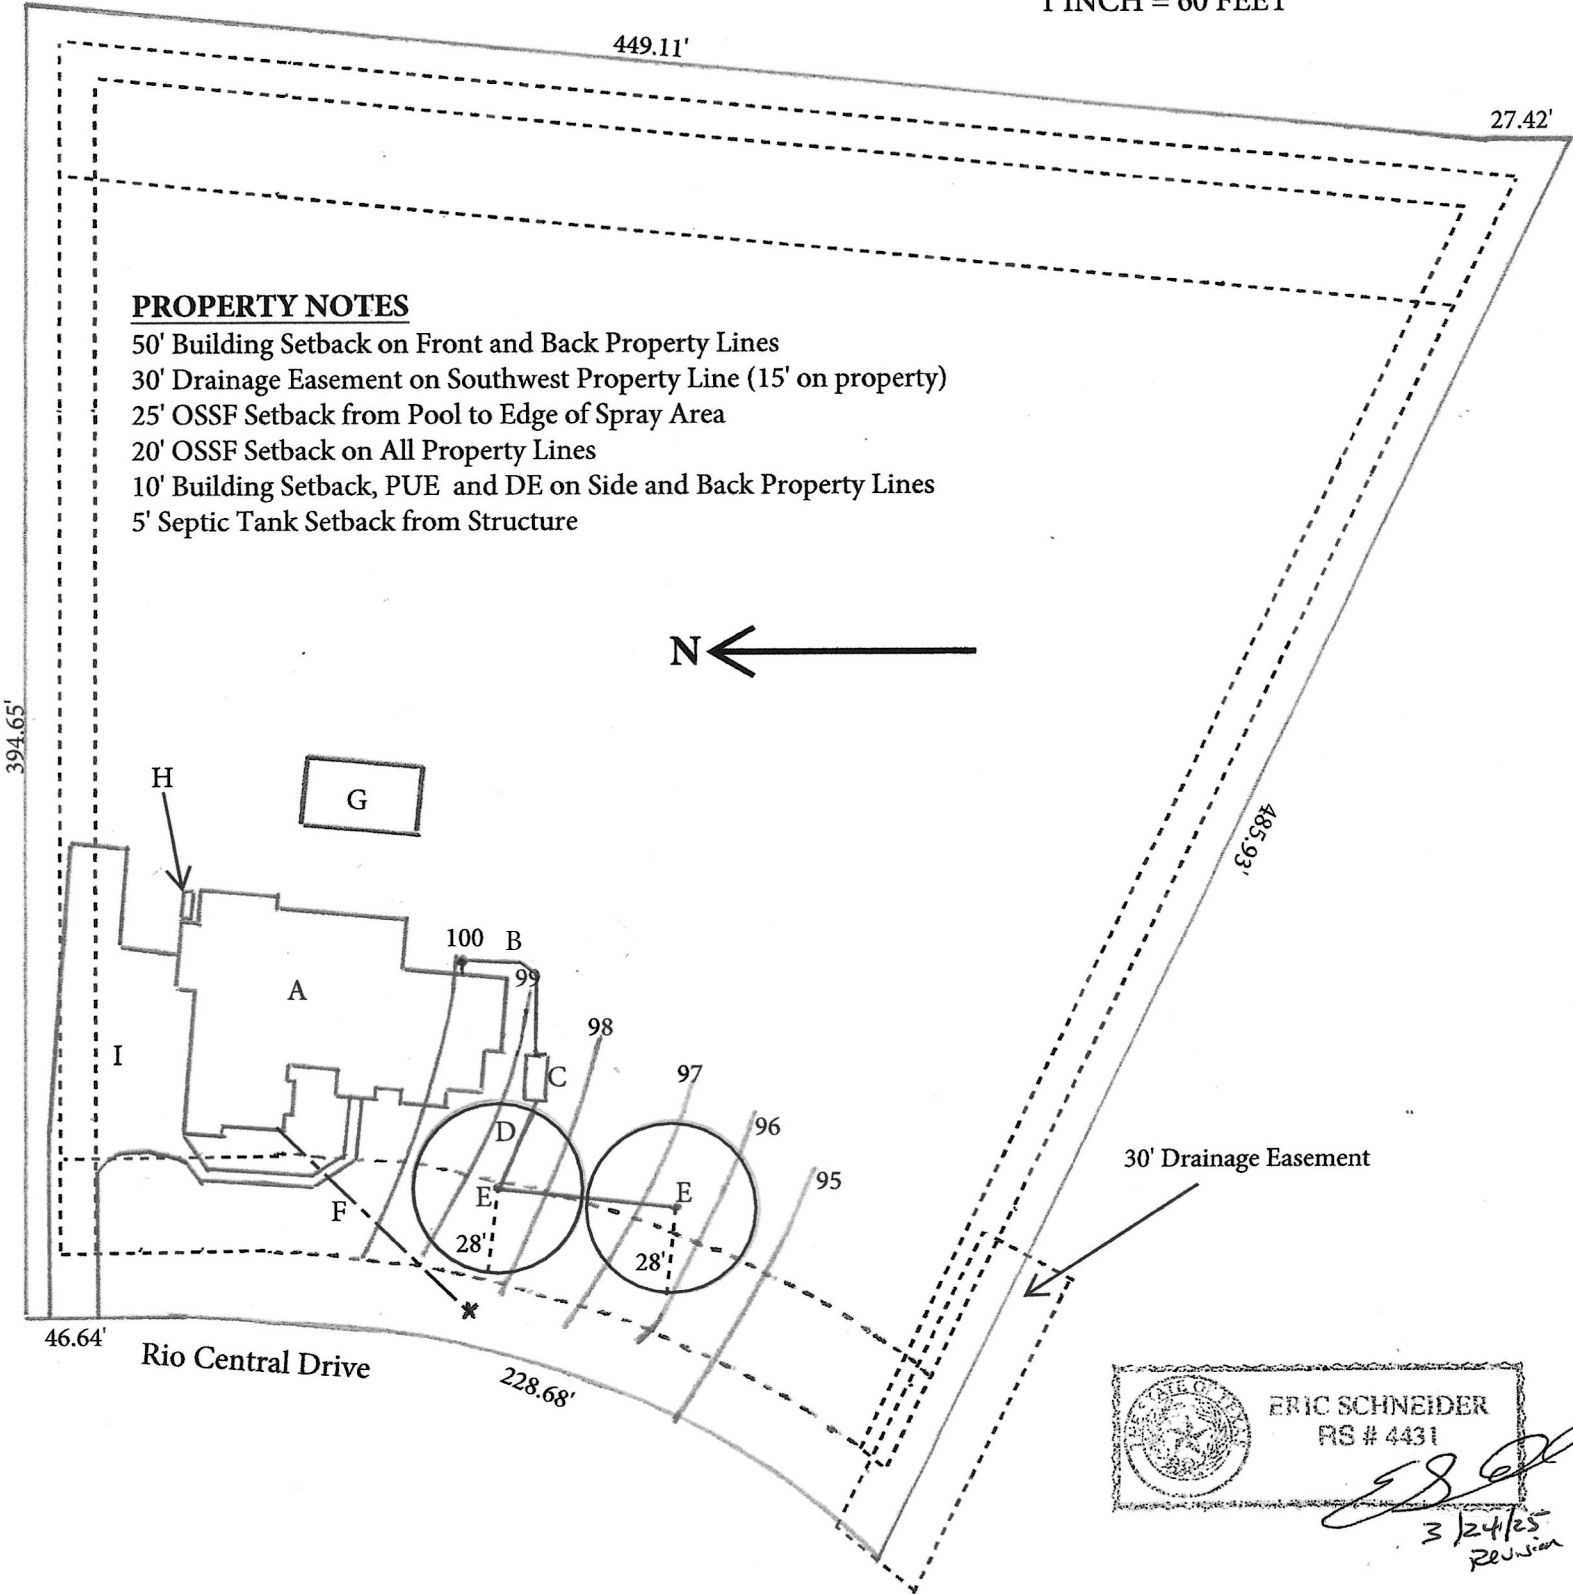 1 INCH = 60 FEET
449.11'
27.42'
PROPERTY NOTES
50' Building Setback on Front and Back Property Lines
30' Drainage Easement on Southwest Property Line (15' on property)
25' OSSF Setback from Pool to Edge of Spray Area
20' OSSF Setback on All Property Lines
10' Building Setback, PUE and DE on Side and Back Property Lines
5' Septic Tank Setback from Structure
N
394.65'
H
G
485.93'
100
B
99
A
98
I
C
97
D
96
30' Drainage Easement
95
E
E
F
28'
28'
46.64'
Rio Central Drive
228.68'
ERIC SCHNEIDER
RS # 4431
3/24/25
Revision